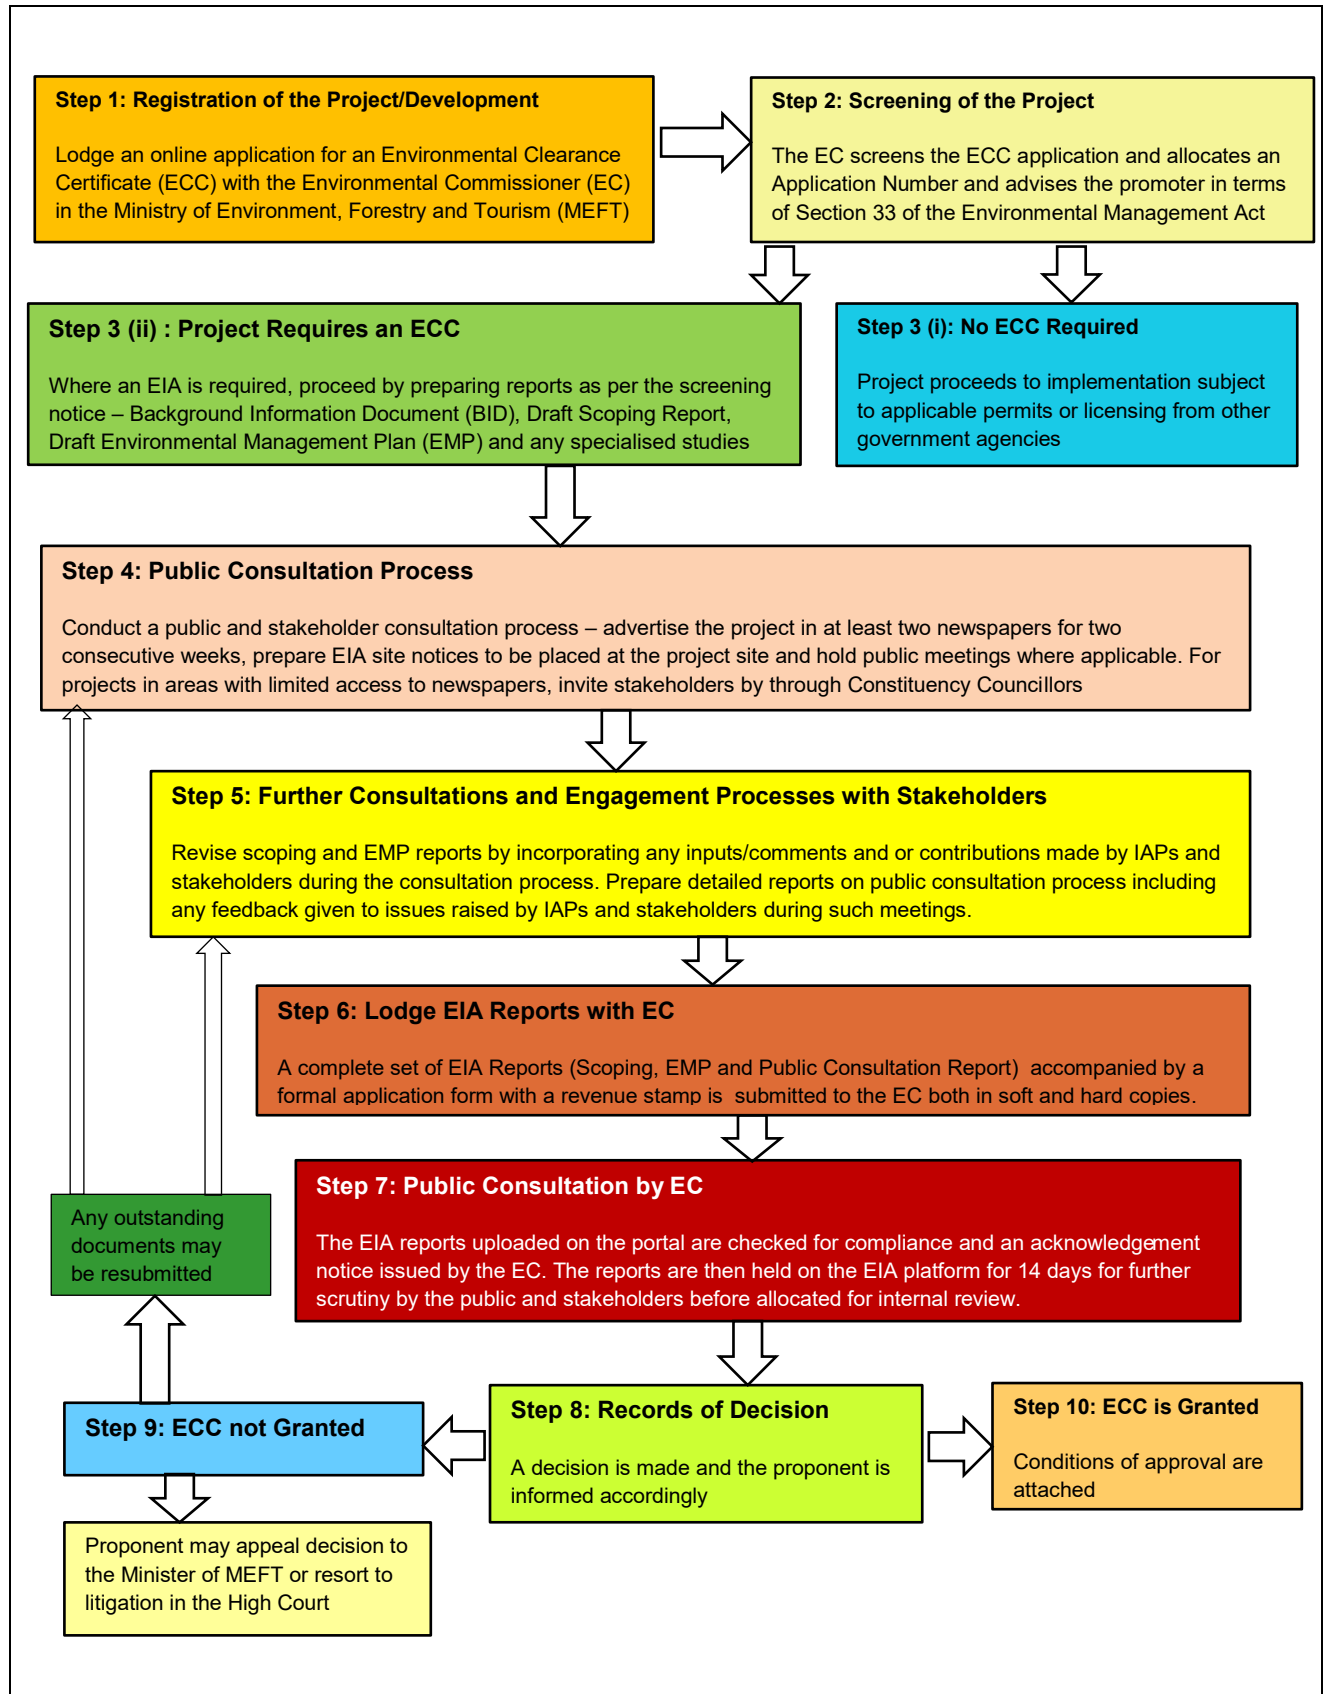 Step 1: Registration of the Project/Development
Lodge an online application for an Environmental Clearance
Certificate (ECC) with the Environmental Commissioner (EC)
in the Ministry of Environment, Forestry and Tourism (MEFT)
Step 2: Screening of the Project
The EC screens the ECC application and allocates an
Application Number and advises the promoter in terms
of Section 33 of the Environmental Management Act
Step 3 (ii) : Project Requires an ECC
Where an EIA is required, proceed by preparing reports as per the screening
notice – Background Information Document (BID), Draft Scoping Report,
Draft Environmental Management Plan (EMP) and any specialised studies
Step 3 (i): No ECC Required
Project proceeds to implementation subject
to applicable permits or licensing from other
government agencies
Step 4: Public Consultation Process
Conduct a public and stakeholder consultation process – advertise the project in at least two newspapers for two
consecutive weeks, prepare EIA site notices to be placed at the project site and hold public meetings where applicable. For
projects in areas with limited access to newspapers, invite stakeholders by through Constituency Councillors
Step 5: Further Consultations and Engagement Processes with Stakeholders
Revise scoping and EMP reports by incorporating any inputs/comments and or contributions made by IAPs and
stakeholders during the consultation process. Prepare detailed reports on public consultation process including
any feedback given to issues raised by IAPs and stakeholders during such meetings.
Step 6: Lodge EIA Reports with EC
A complete set of EIA Reports (Scoping, EMP and Public Consultation Report) accompanied by a
formal application form with a revenue stamp is submitted to the EC both in soft and hard copies.
Step 7: Public Consultation by EC
The EIA reports uploaded on the portal are checked for compliance and an acknowledgement
notice issued by the EC. The reports are then held on the EIA platform for 14 days for further
scrutiny by the public and stakeholders before allocated for internal review.
Any outstanding
documents may
be resubmitted
Step 9: ECC not Granted
Step 8: Records of Decision
A decision is made and the proponent is
informed accordingly
Step 10: ECC is Granted
Conditions of approval are
attached
Proponent may appeal decision to
the Minister of MEFT or resort to
litigation in the High Court